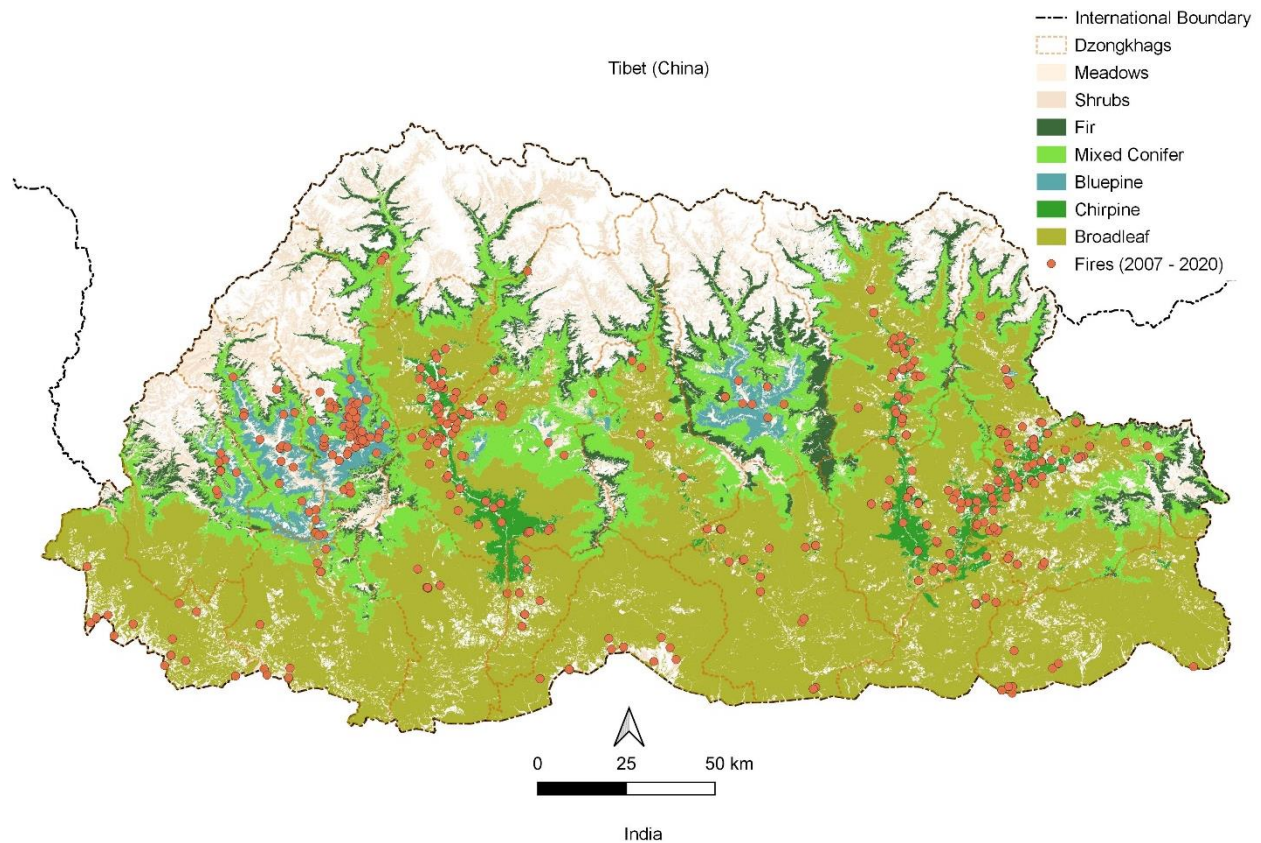 International Boundary
Dzongkhags
Tibet (China)
Meadows
Shrubs
Fir
Mixed Conifer
Bluepine
Chirpine
Broadleaf
Fires (2007 - 2020)
0 25 50 km
India